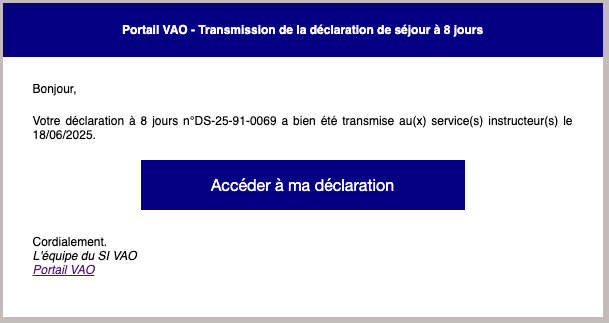 Portail VAO - Transmission de la déclaration de séjour à 8 jours
Bonjour,
Votre déclaration à 8 jours n°DS-25-91-0069 a bien été transmise au(x) service(s) instructeur(s) le
18/06/2025.
Accéder à ma déclaration
Cordialement.
L'équipe du SI VAO
Portail VAO